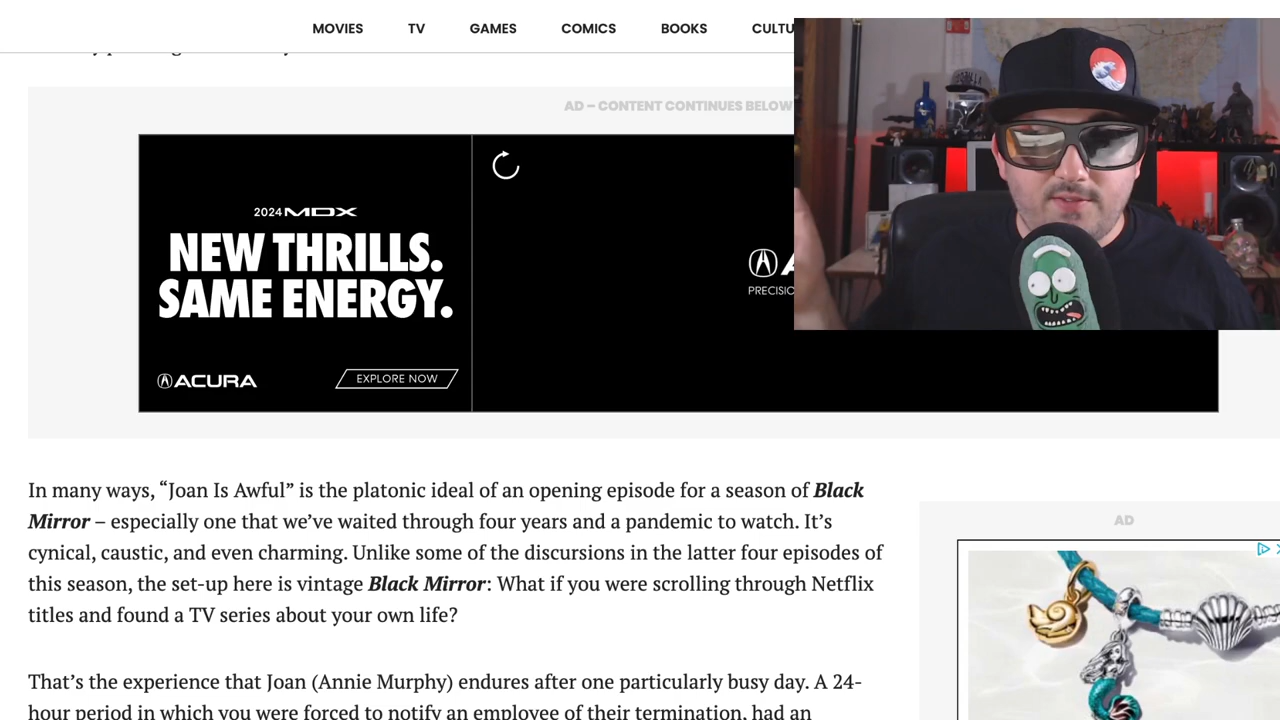 MOVIES TV GAMES COMICS BOOKS CULTU
AD – CONTENT CONTINUES BELOW
2024 MDX
NEW THRILLS.
SAME ENERGY.
ACURA
EXPLORE NOW
A
PRECISIO
In many ways, “Joan Is Awful” is the platonic ideal of an opening episode for a season of Black
Mirror – especially one that we’ve waited through four years and a pandemic to watch. It’s
cynical, caustic, and even charming. Unlike some of the discursions in the latter four episodes of
this season, the set-up here is vintage Black Mirror: What if you were scrolling through Netflix
titles and found a TV series about your own life?
AD
That’s the experience that Joan (Annie Murphy) endures after one particularly busy day. A 24-
hour period in which you were forced to notify an employee of their termination, had an